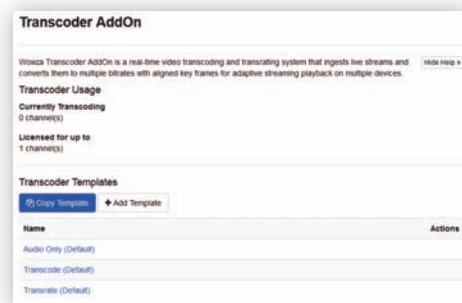 Transcoder AddOn
Wowza Transcoder AddOn is a real-time video transcoding and transrating system that ingests live streams and
converts them to multiple bitrates with aligned key frames for adaptive streaming playback on multiple devices.
Hide Help »
Transcoder Usage
Currently Transcoding
0 channel(s)
Licensed for up to
1 channel(s)
Transcoder Templates
Copy Template
+ Add Template
Name Actions
Audio Only (Default)
Transcode (Default)
Transrate (Default)